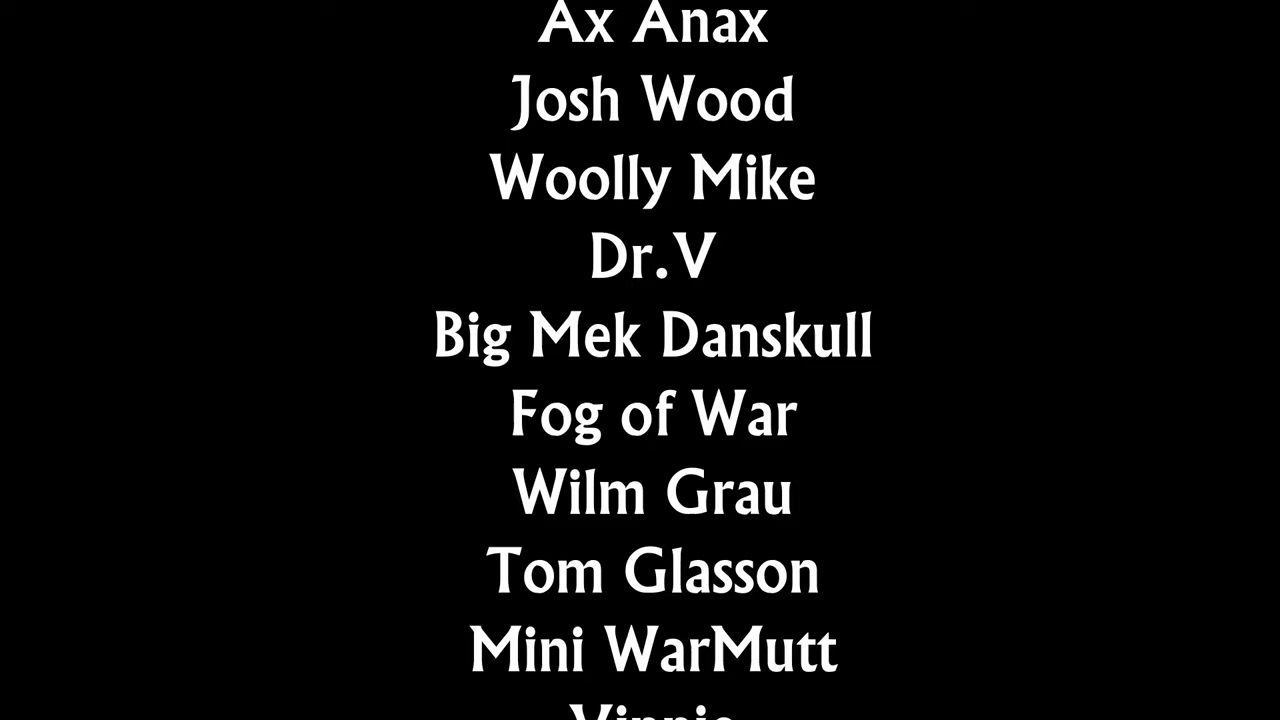 Ax Anax
Josh Wood
Woolly Mike
Dr.V
Big Mek Danskull
Fog of War
Wilm Grau
Tom Glasson
Mini WarMutt